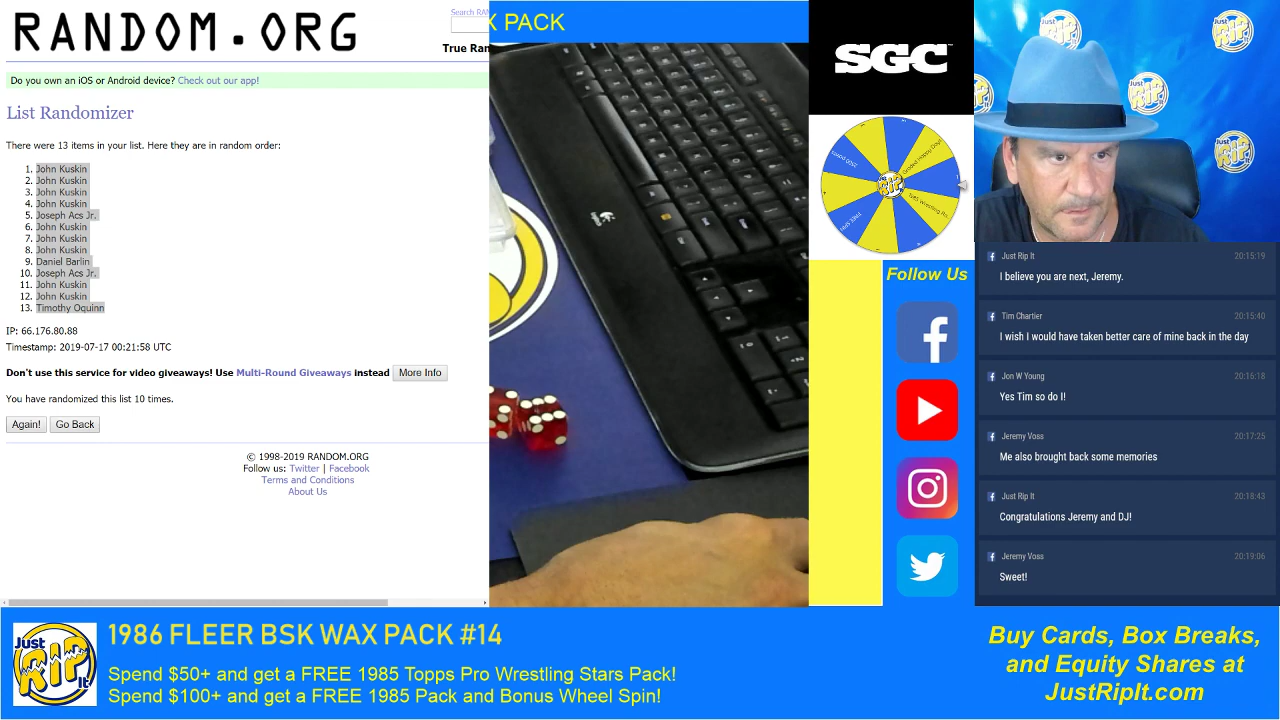 RANDOM.ORG
Search RAN
True Ran
Do you own an iOS or Android device? Check out our app!
List Randomizer
There were 13 items in your list. Here they are in random order:
1. John Kuskin
2. John Kuskin
3. John Kuskin
4. John Kuskin
5. Joseph Acs Jr.
6. John Kuskin
7. John Kuskin
8. John Kuskin
9. Daniel Barlin
10. Joseph Acs Jr.
11. John Kuskin
12. John Kuskin
13. Timothy Oquinn
IP: 66.176.80.88
Timestamp: 2019-07-17 00:21:58 UTC
Don't use this service for video giveaways! Use Multi-Round Giveaways instead More Info
You have randomized this list 10 times.
Again! Go Back
© 1998-2019 RANDOM.ORG
Follow us: Twitter | Facebook
Terms and Conditions
About Us
X PACK
Logitech
SGC
Follow Us
Just Rip It
Just Rip It 20:15:19
I believe you are next, Jeremy.
Tim Chartier 20:15:40
I wish I would have taken better care of mine back in the day
Jon W Young 20:16:18
Yes Tim so do I!
Jeremy Voss 20:17:25
Me also brought back some memories
Just Rip It 20:18:43
Congratulations Jeremy and DJ!
Jeremy Voss 20:19:06
Sweet!
Just RIP It
1986 FLEER BSK WAX PACK #14
Spend $50+ and get a FREE 1985 Topps Pro Wrestling Stars Pack!
Spend $100+ and get a FREE 1985 Pack and Bonus Wheel Spin!
Buy Cards, Box Breaks,
and Equity Shares at
JustRipIt.com